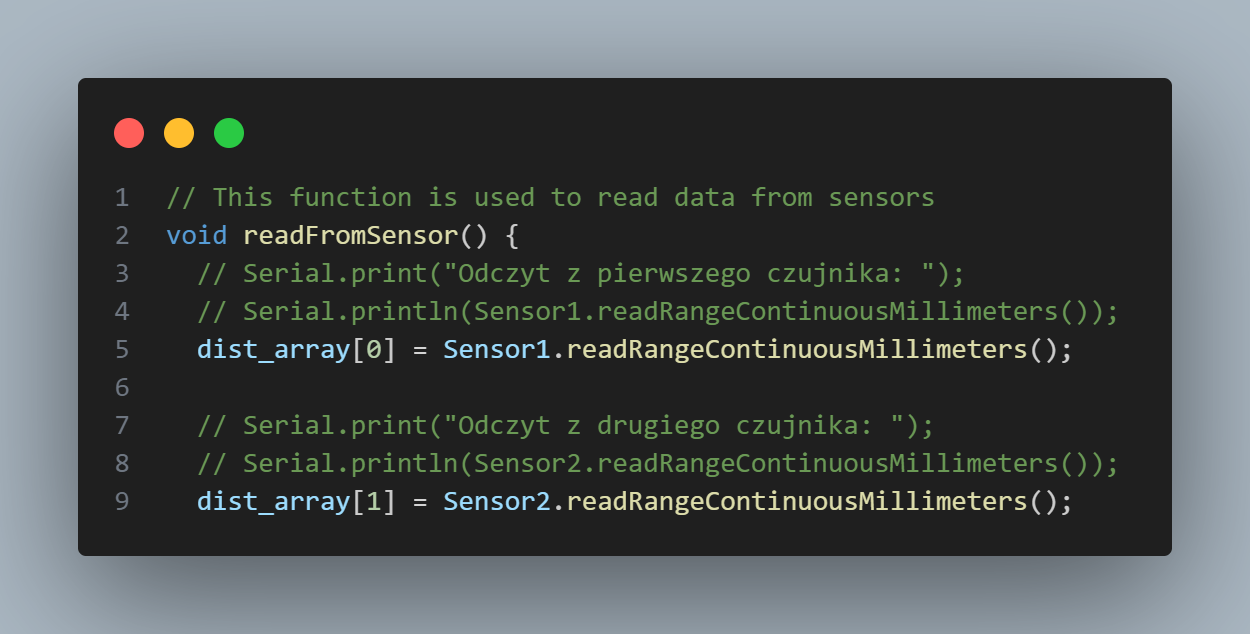 1 // This function is used to read data from sensors
2 void readFromSensor() {
3   // Serial.print("Odczyt z pierwszego czujnika: ");
4   // Serial.println(Sensor1.readRangeContinuousMillimeters());
5   dist_array[0] = Sensor1.readRangeContinuousMillimeters();
6
7   // Serial.print("Odczyt z drugiego czujnika: ");
8   // Serial.println(Sensor2.readRangeContinuousMillimeters());
9   dist_array[1] = Sensor2.readRangeContinuousMillimeters();